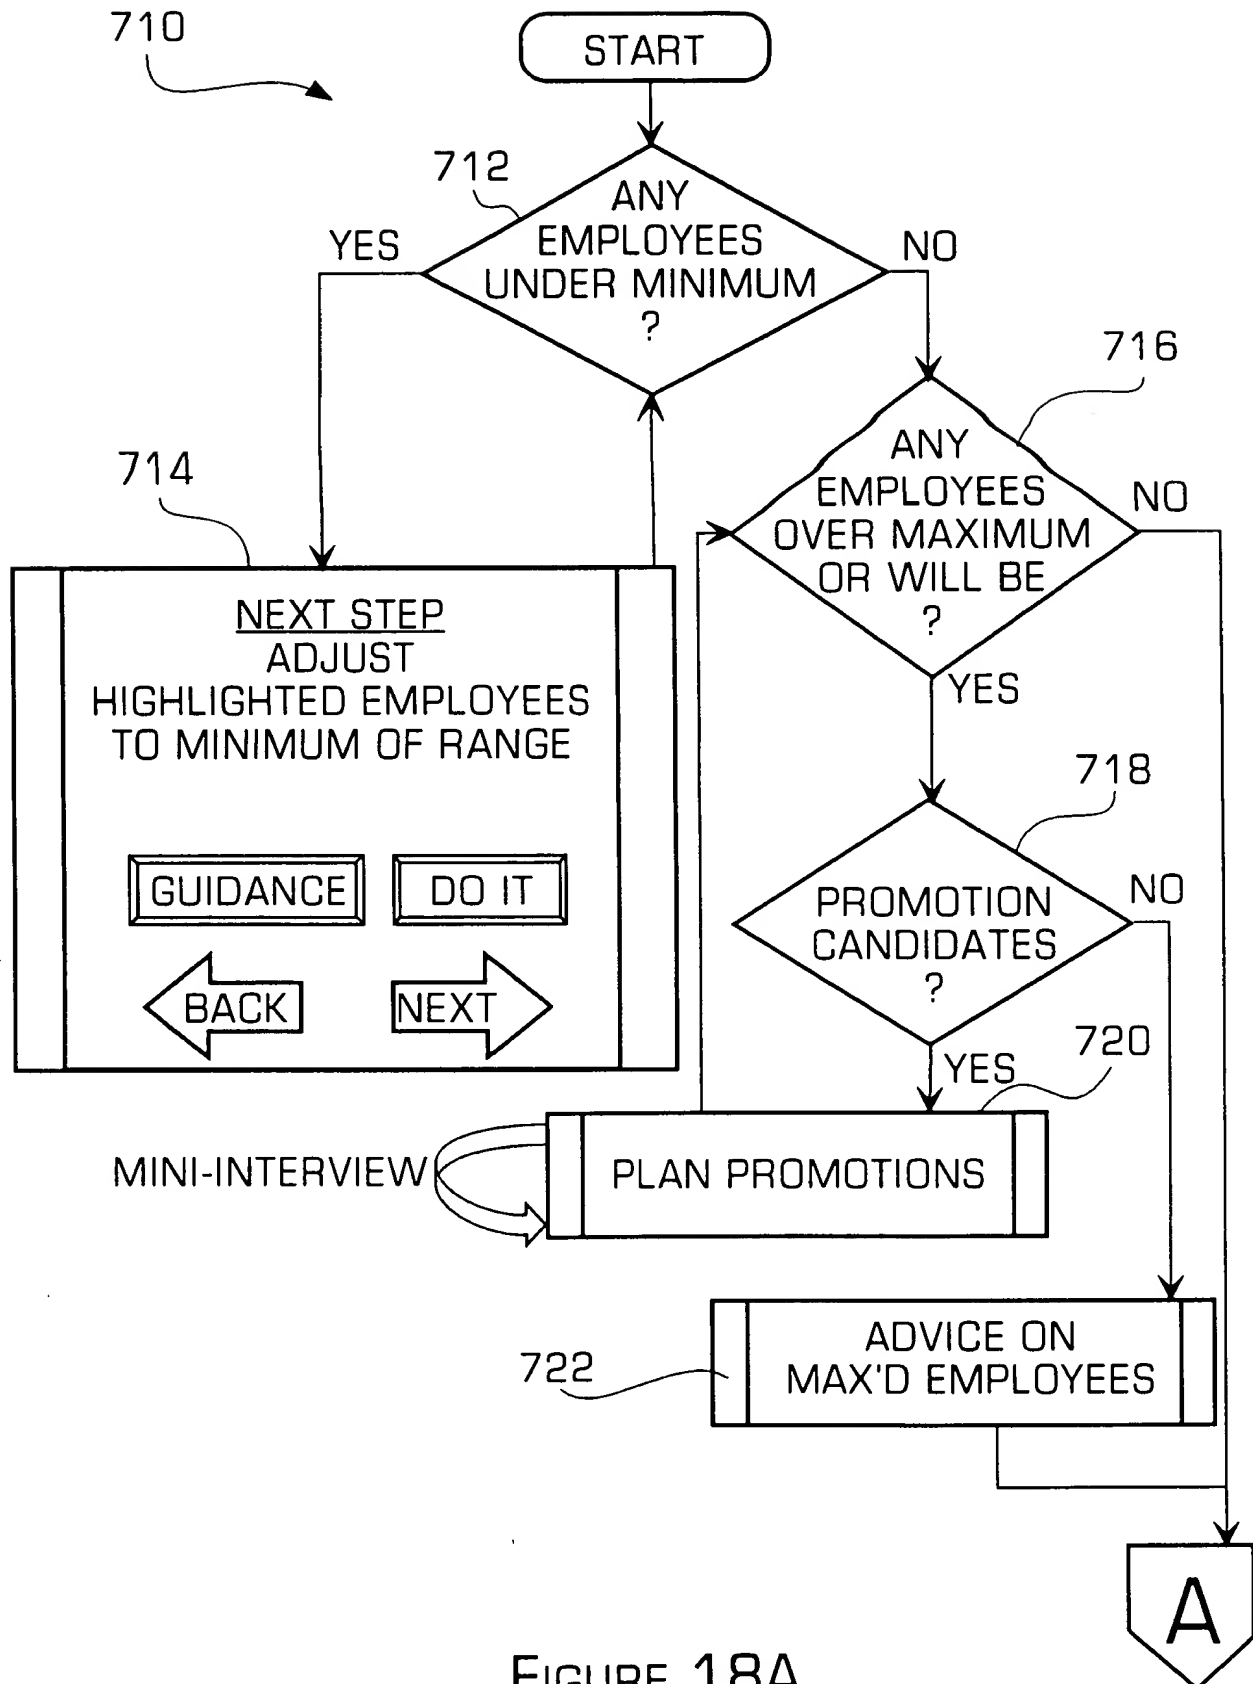 710
START
712
ANY
EMPLOYEES
UNDER MINIMUM
?
YES
NO
716
ANY
EMPLOYEES
OVER MAXIMUM
OR WILL BE
?
NO
YES
714
NEXT STEP
ADJUST
HIGHLIGHTED EMPLOYEES
TO MINIMUM OF RANGE
GUIDANCE
DO IT
BACK
NEXT
718
PROMOTION
CANDIDATES
?
NO
YES
720
MINI-INTERVIEW
PLAN PROMOTIONS
722
ADVICE ON
MAX'D EMPLOYEES
A
FIGURE 18A